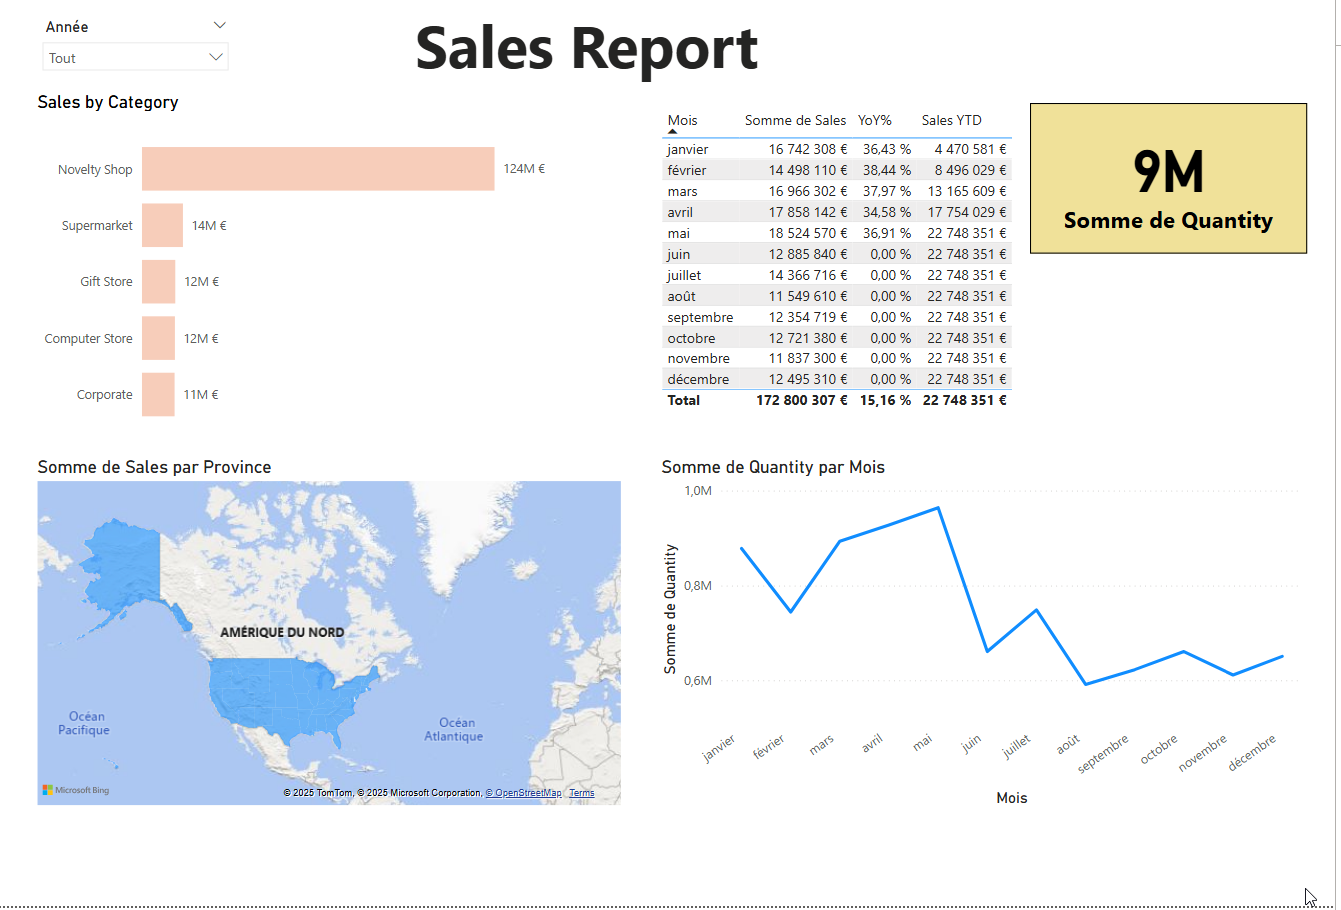 Année
Tout
Sales Report
Sales by Category
Novelty Shop 124M €
Supermarket 14M €
Gift Store 12M €
Computer Store 12M €
Corporate 11M €
Mois Somme de Sales YoY% Sales YTD
janvier 16 742 308 € 36,43 % 4 470 581 €
février 14 498 110 € 38,44 % 8 496 029 €
mars 16 966 302 € 37,97 % 13 165 609 €
avril 17 858 142 € 34,58 % 17 754 029 €
mai 18 524 570 € 36,91 % 22 748 351 €
juin 12 885 840 € 0,00 % 22 748 351 €
juillet 14 366 716 € 0,00 % 22 748 351 €
août 11 549 610 € 0,00 % 22 748 351 €
septembre 12 354 719 € 0,00 % 22 748 351 €
octobre 12 721 380 € 0,00 % 22 748 351 €
novembre 11 837 300 € 0,00 % 22 748 351 €
décembre 12 495 310 € 0,00 % 22 748 351 €
Total 172 800 307 € 15,16 % 22 748 351 €
9M
Somme de Quantity
Somme de Sales par Province
AMÉRIQUE DU NORD
Océan
Pacifique
Océan
Atlantique
Microsoft Bing
© 2025 TomTom, © 2025 Microsoft Corporation, © OpenStreetMap Terms
Somme de Quantity par Mois
Somme de Quantity
1,0M
0,8M
0,6M
janvier février mars avril mai juin juillet août septembre octobre novembre décembre
Mois